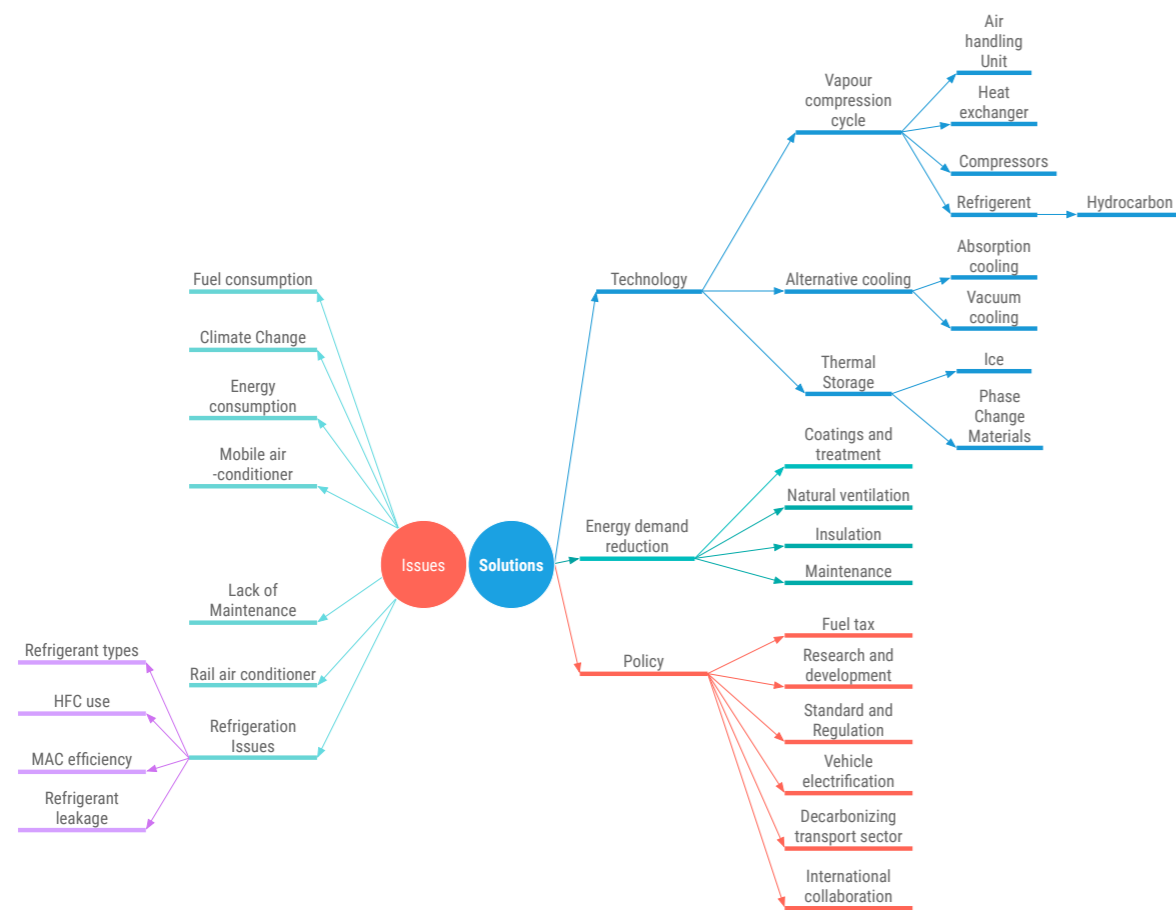 Issues
Fuel consumption
Climate Change
Energy
consumption
Mobile air
-conditioner
Lack of
Maintenance
Rail air conditioner
Refrigeration
Issues
Refrigerant types
HFC use
MAC efficiency
Refrigerant
leakage
Solutions
Technology
Vapour
compression
cycle
Air
handling
Unit
Heat
exchanger
Compressors
Refrigerent
Hydrocarbon
Alternative cooling
Absorption
cooling
Vacuum
cooling
Thermal
Storage
Ice
Phase
Change
Materials
Energy demand
reduction
Coatings and
treatment
Natural ventilation
Insulation
Maintenance
Policy
Fuel tax
Research and
development
Standard and
Regulation
Vehicle
electrification
Decarbonizing
transport sector
International
collaboration